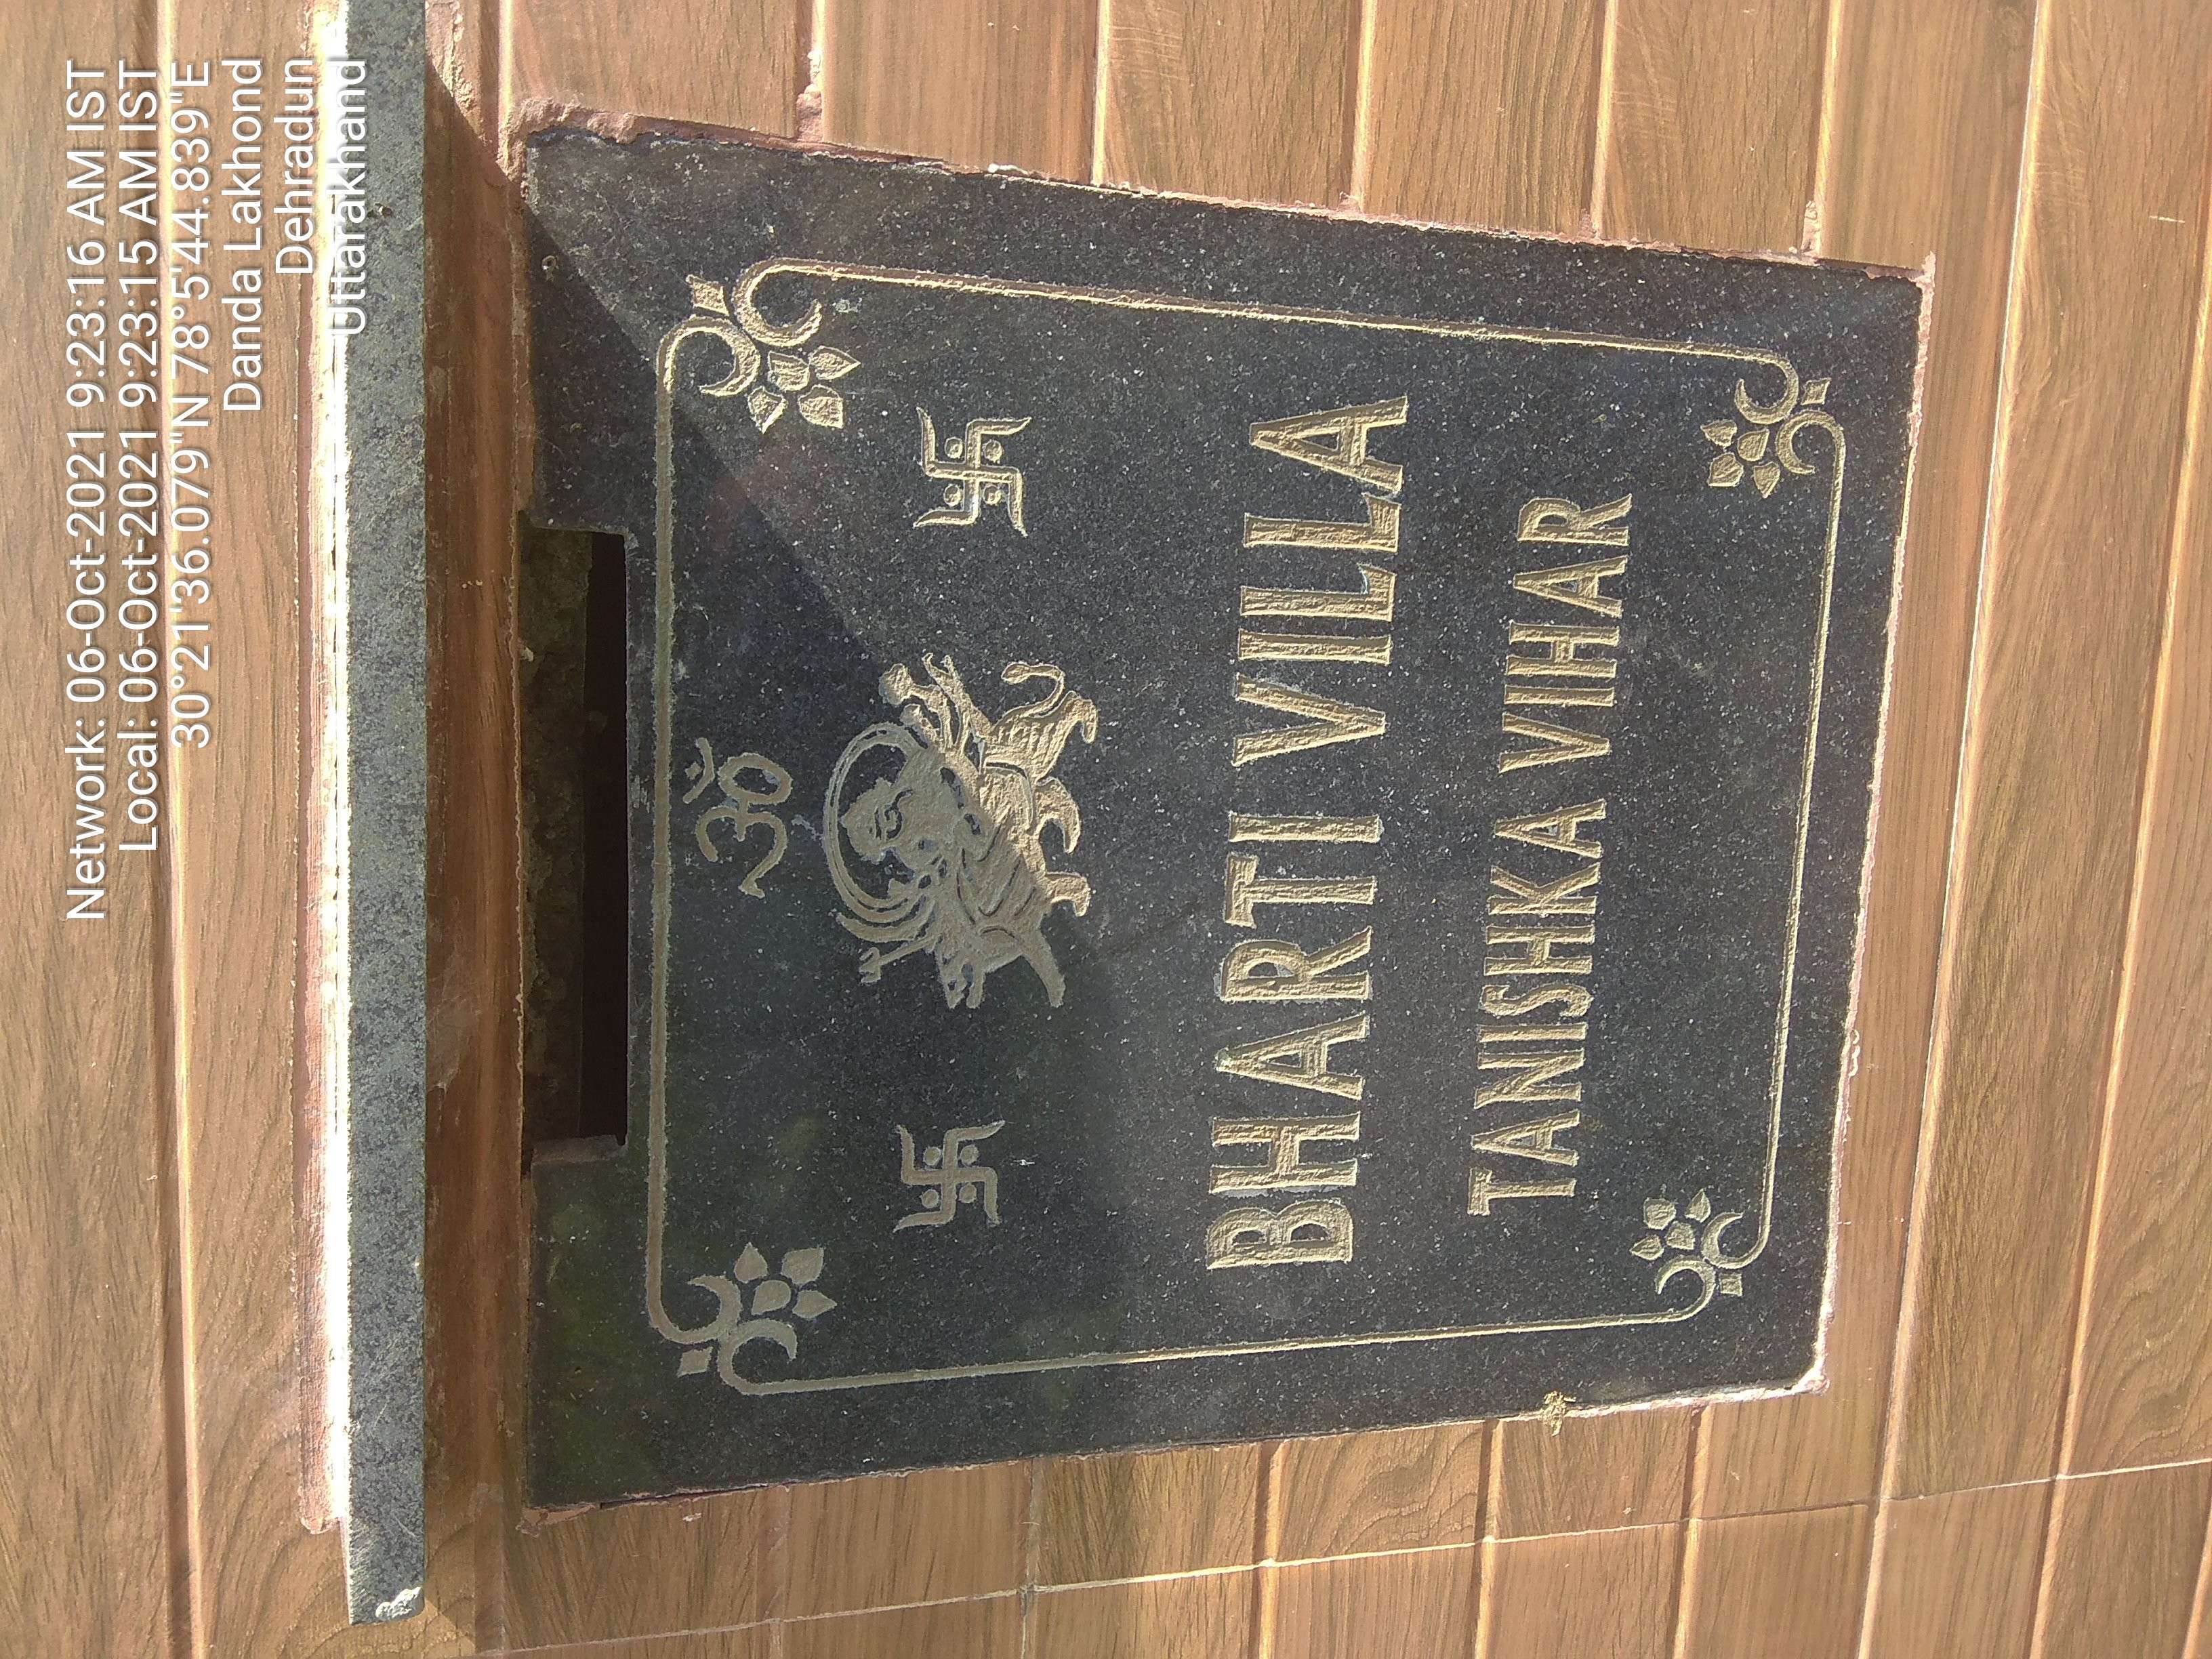 Network: 06-Oct-2021 9:23:16 AM IST
Local: 06-Oct-2021 9:23:15 AM IST
30°21'36.079"N 78°5'44.839"E
Danda Lakhond
Dehradun
Uttarakhand
ॐ
BHARTI VILLA
TANISHKA VIHAR